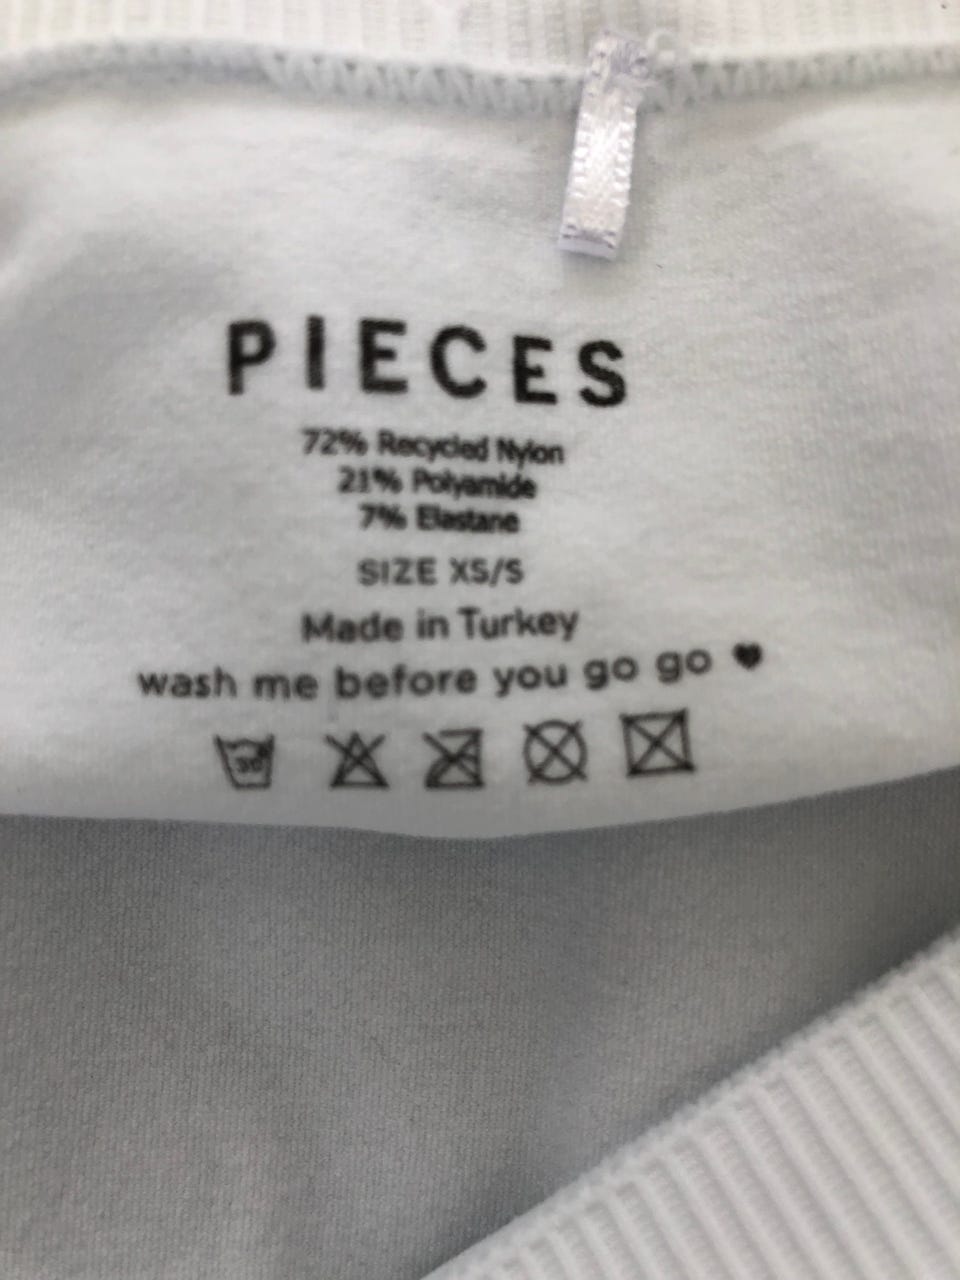 PIECES
72% Recycled Nylon
21% Polyamide
7% Elastane
SIZE XS/S
Made in Turkey
wash me before you go go ♥
30